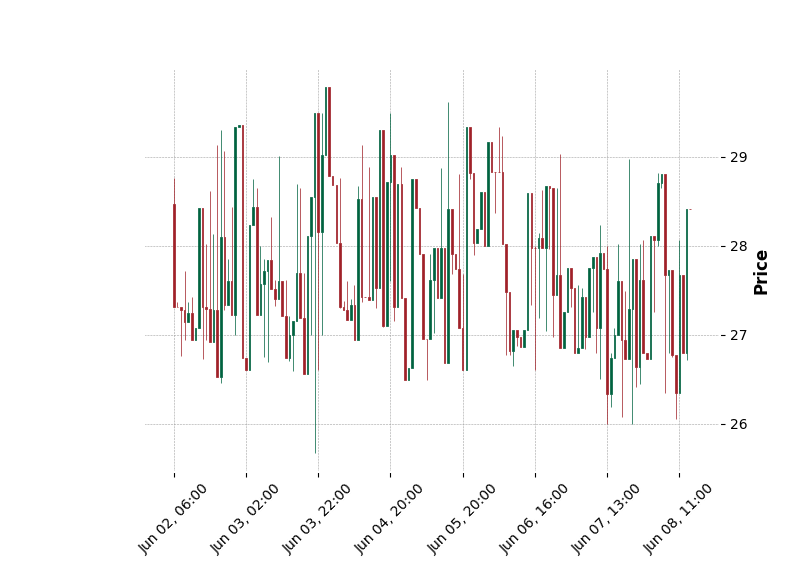 29
28
27
26
Price
Jun 02, 06:00
Jun 03, 02:00
Jun 03, 22:00
Jun 04, 20:00
Jun 05, 20:00
Jun 06, 16:00
Jun 07, 13:00
Jun 08, 11:00